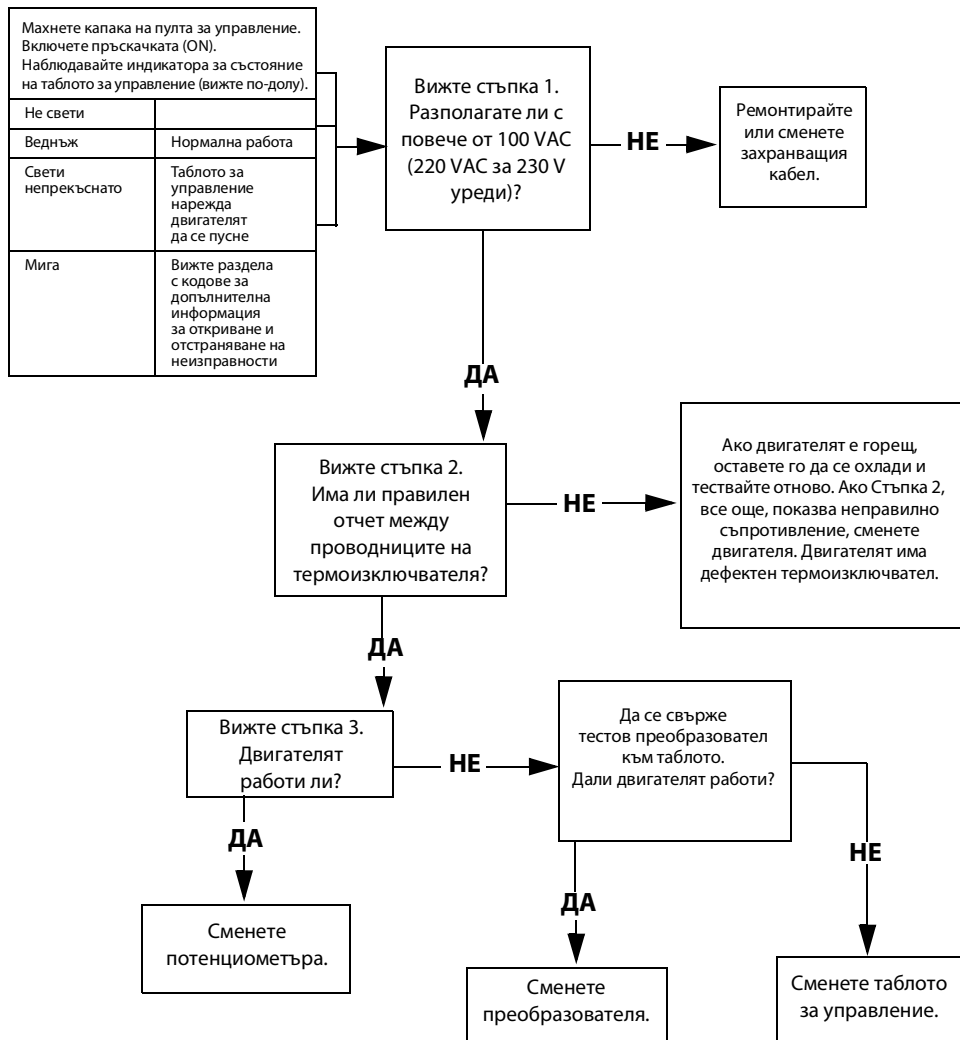 Махнете капака на пулта за управление.
Включете пръскачката (ON).
Наблюдавайте индикатора за състояние
на таблото за управление (вижте по-долу).
Не свети
Веднъж
Нормална работа
Свети
непрекъснато
Таблото за
управление
нарежда
двигателят
да се пусне
Мига
Вижте раздела
с кодове за
допълнителна
информация
за откриване и
отстраняване на
неизправности
Вижте стъпка 1.
Разполагате ли с
повече от 100 VAC
(220 VAC за 230 V
уреди)?
НЕ
Ремонтирайте
или сменете
захранващия
кабел.
ДА
Вижте стъпка 2.
Има ли правилен
отчет между
проводниците на
термоизключвателя?
НЕ
Ако двигателят е горещ,
оставете го да се охлади и
тествайте отново. Ако Стъпка 2,
все още, показва неправилно
съпротивление, сменете
двигателя. Двигателят има
дефектен термоизключвател.
ДА
Вижте стъпка 3.
Двигателят
работи ли?
НЕ
Да се свърже
тестов преобразовател
към таблото.
Дали двигателят работи?
ДА
Сменете
потенциометъра.
ДА
Сменете
преобразователя.
НЕ
Сменете таблото
за управление.